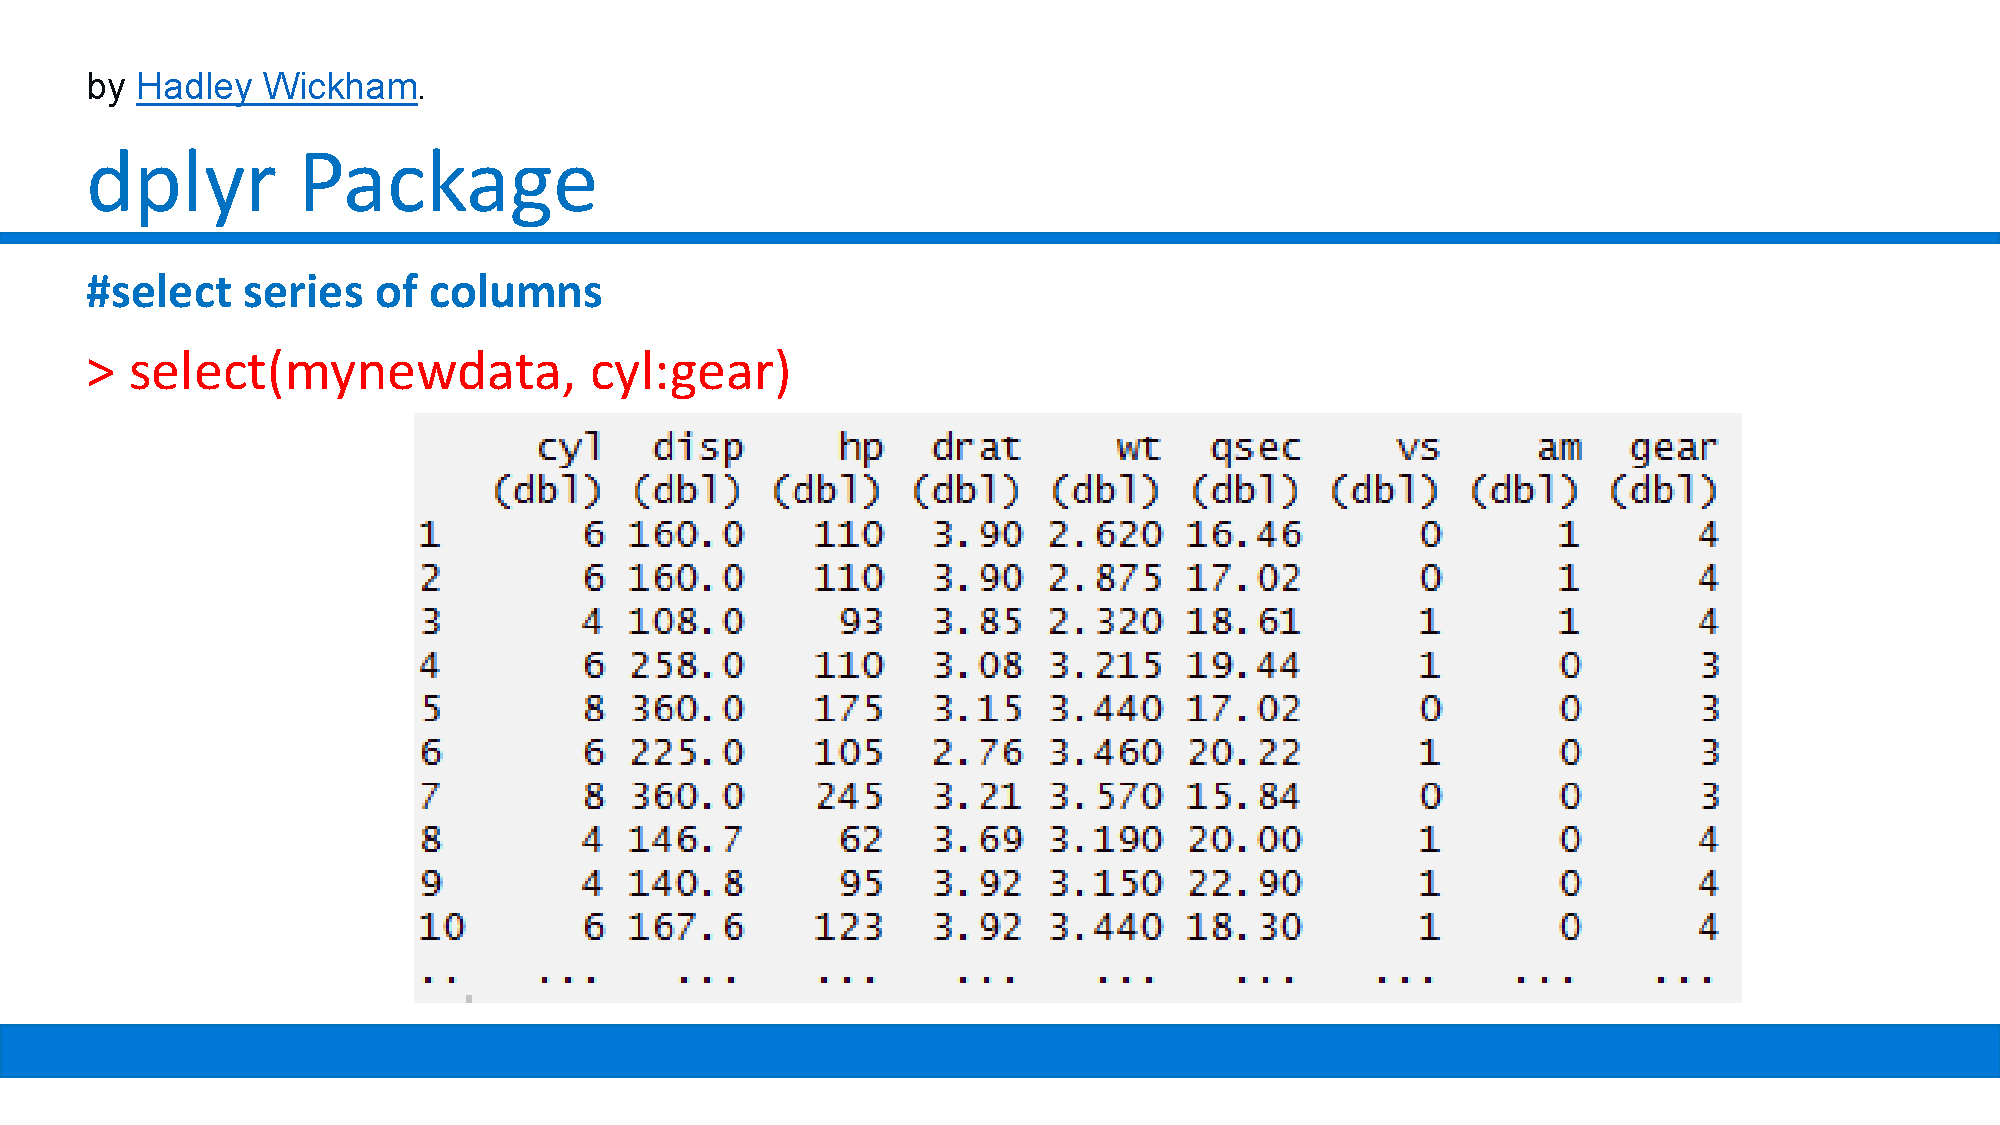 by Hadley Wickham.
dplyr Package
#select series of columns
> select(mynewdata, cyl:gear)
cyl disp hp drat wt qsec vs am gear
(dbl) (dbl) (dbl) (dbl) (dbl) (dbl) (dbl) (dbl) (dbl)
1 6 160.0 110 3.90 2.620 16.46 0 1 4
2 6 160.0 110 3.90 2.875 17.02 0 1 4
3 4 108.0 93 3.85 2.320 18.61 1 1 4
4 6 258.0 110 3.08 3.215 19.44 1 0 3
5 8 360.0 175 3.15 3.440 17.02 0 0 3
6 6 225.0 105 2.76 3.460 20.22 1 0 3
7 8 360.0 245 3.21 3.570 15.84 0 0 3
8 4 146.7 62 3.69 3.190 20.00 1 0 4
9 4 140.8 95 3.92 3.150 22.90 1 0 4
10 6 167.6 123 3.92 3.440 18.30 1 0 4
.. ... ... ... ... ... ... ... ... ...